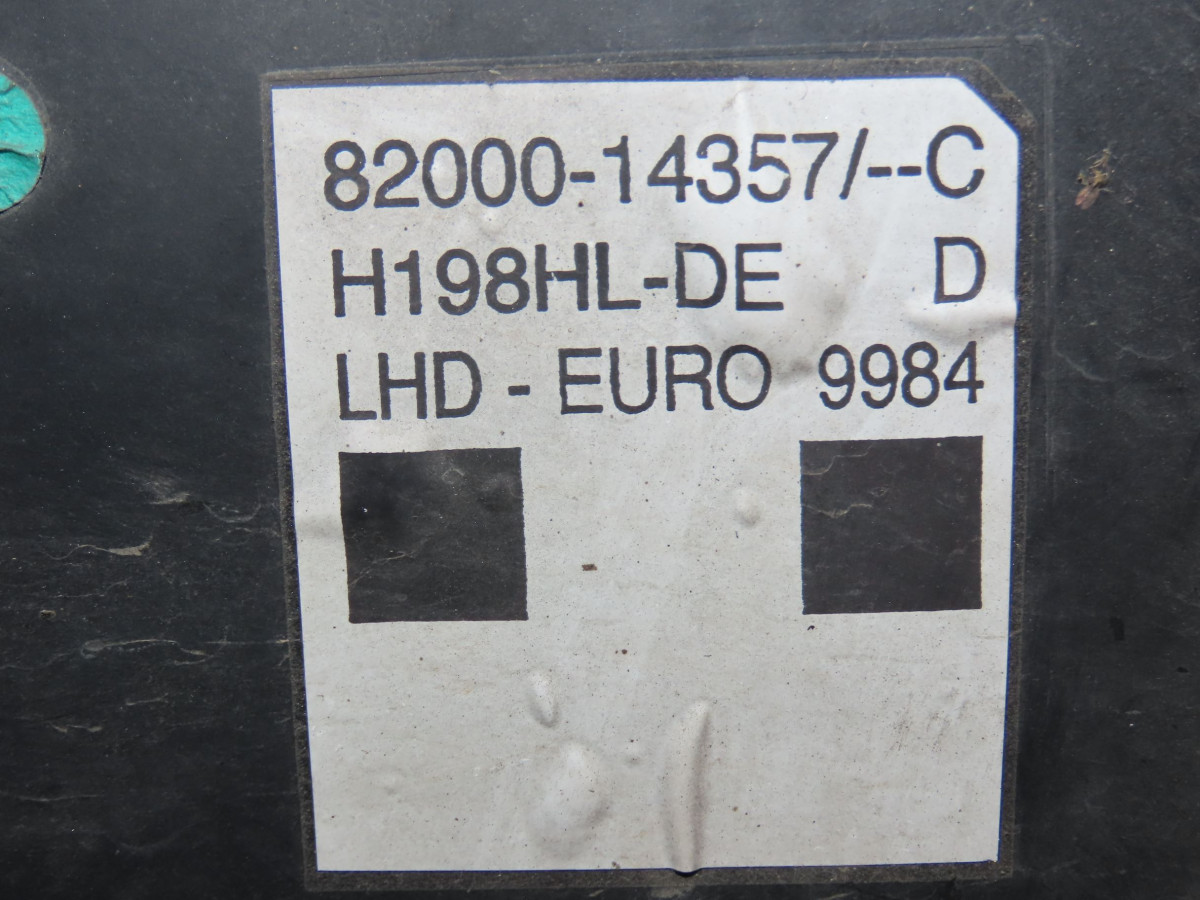 82000-14357/--C
H198HL-DE D
LHD - EURO 9984